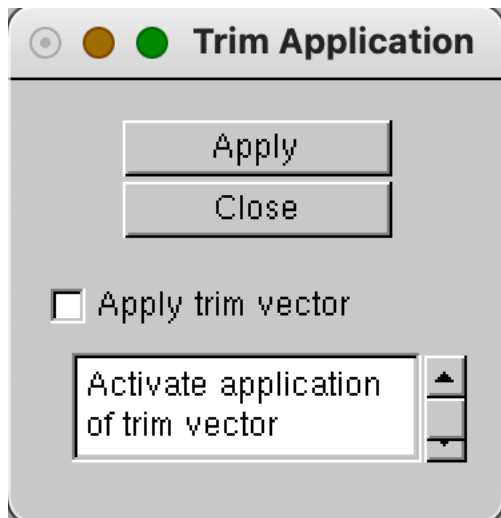 Trim Application
Apply
Close
Apply trim vector
Activate application
of trim vector